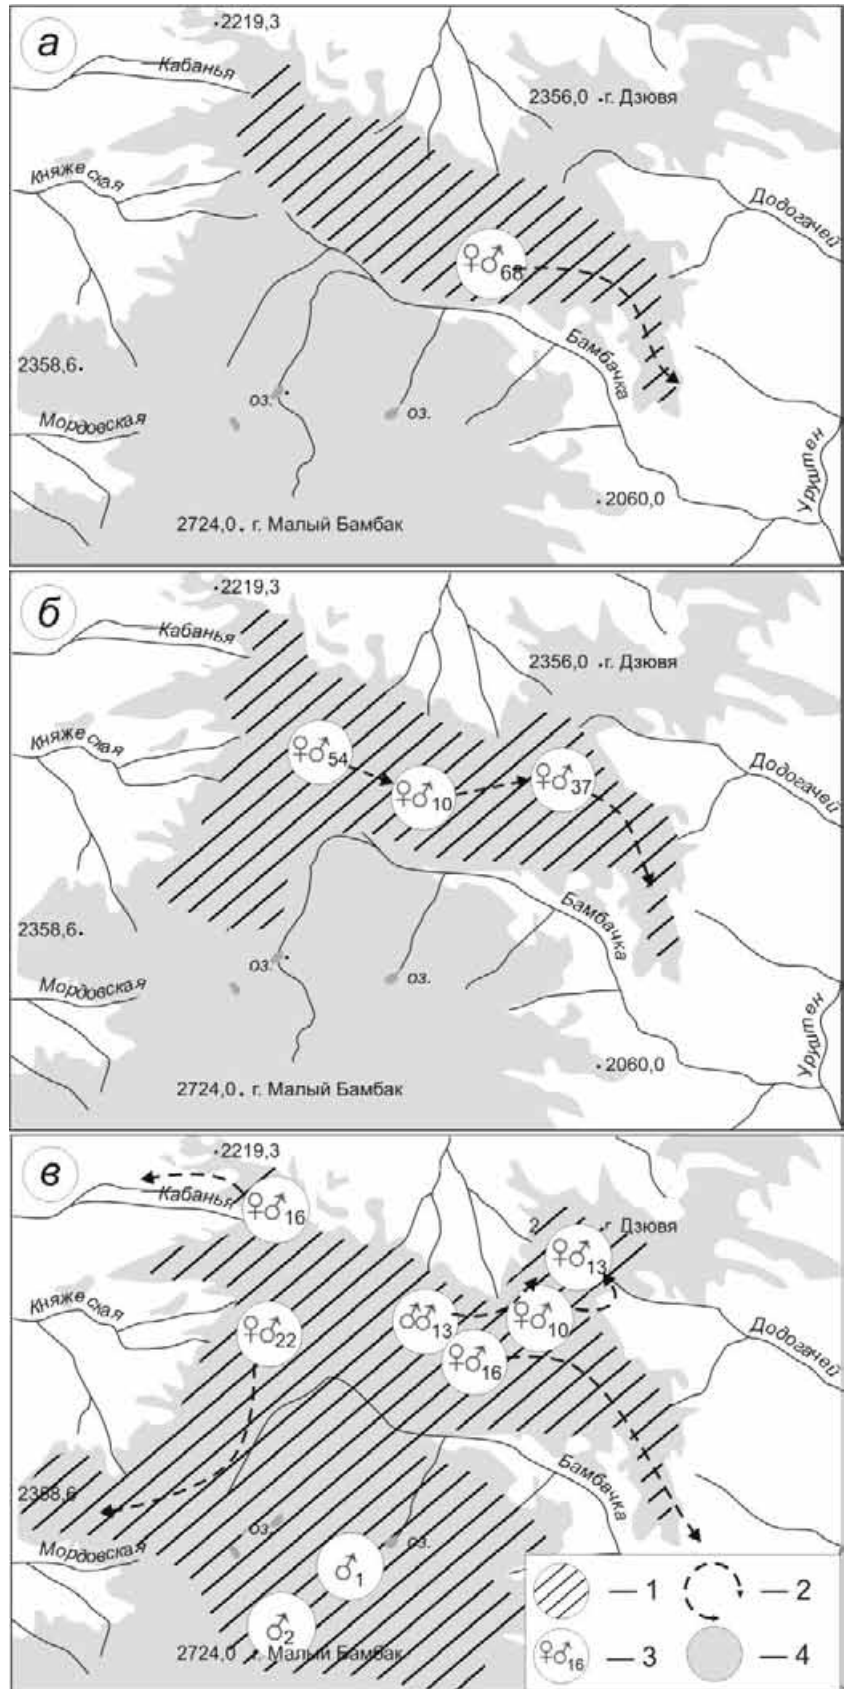 а
2219,3
Кабанья
2356,0 г. Дзювя
Княжеская
Додогачей
♀♂68
Бамбачка
2358,6
оз.
оз.
Мордовская
Уруштен
2060,0
2724,0 г. Малый Бамбак
б
2219,3
Кабанья
2356,0 г. Дзювя
Княжеская
♀♂54
♀♂10
♀♂37
Додогачей
Бамбачка
2358,6
оз.
оз.
Мордовская
Уруштен
2060,0
2724,0 г. Малый Бамбак
в
2219,3
Кабанья
♀♂16
2 г Дзювя
♀♂13
Княжеская
♀♂22
♂♂13
♀♂10
♀♂16
Додогачей
Бамбачка
2358,6
оз.
оз.
Мордовская
♂1
♂2
2724,0 г. Малый Бамбак
— 1
— 2
♀♂16 — 3
— 4